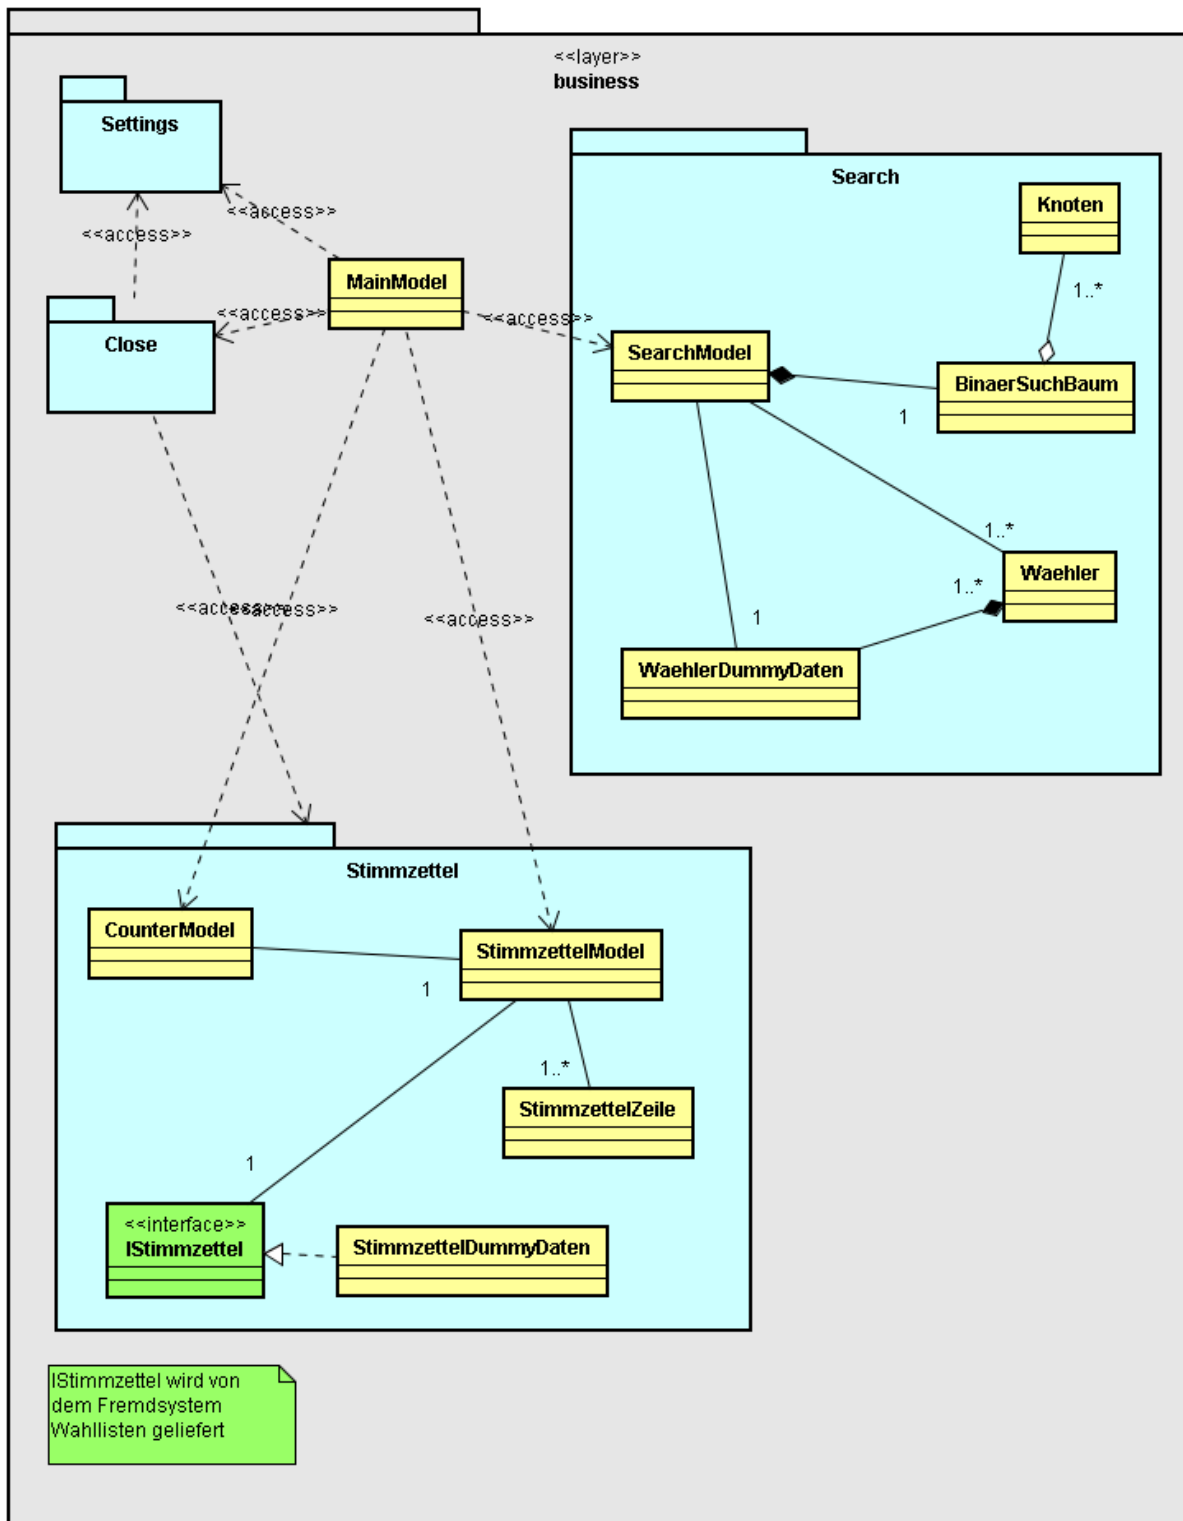 <<layer>>
business
Settings
Search
Knoten
<<access>>
<<access>>
MainModel
1..*
<<access>>
<<access>>
Close
SearchModel
BinaerSuchBaum
1
1..*
Waehler
1..*
<<access>>
<<access>>
<<access>>
1
WaehlerDummyDaten
Stimmzettel
CounterModel
StimmzettelModel
1
1..*
StimmzettelZeile
1
<<interface>>
IStimmzettel
StimmzettelDummyDaten
IStimmzettel wird von
dem Fremdsystem
Wahllisten geliefert